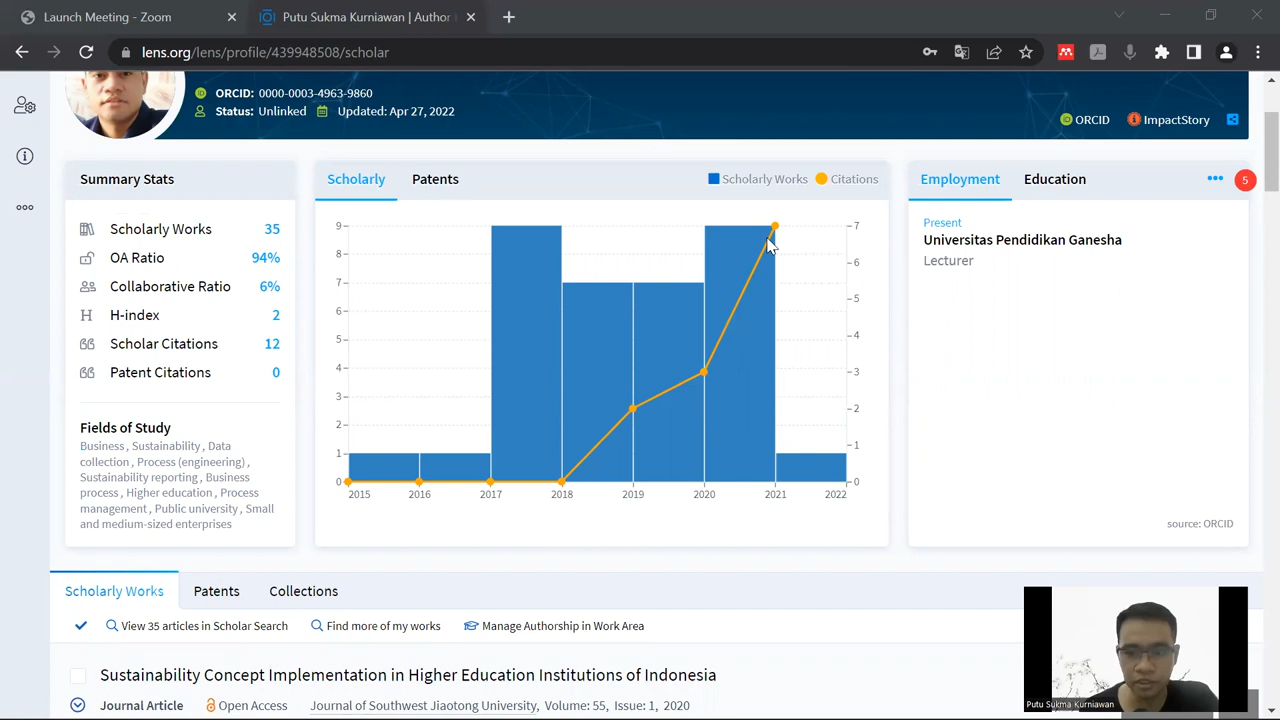 Launch Meeting - Zoom
Putu Sukma Kurniawan | Author
lens.org/lens/profile/439948508/scholar
ORCID: 0000-0003-4963-9860
Status: Unlinked Updated: Apr 27, 2022
ORCID ImpactStory
Summary Stats
Scholarly Works 35
OA Ratio 94%
Collaborative Ratio 6%
H-index 2
Scholar Citations 12
Patent Citations 0
Fields of Study
Business, Sustainability, Data
collection, Process (engineering),
Sustainability reporting, Business
process, Higher education, Process
management, Public university, Small
and medium-sized enterprises
Scholarly Patents
Scholarly Works Citations
9
7
6
5
4
3
2
1
0
7
6
5
4
3
2
1
0
2015 2016 2017 2018 2019 2020 2021 2022
Employment Education
5
Present
Universitas Pendidikan Ganesha
Lecturer
source: ORCID
Scholarly Works Patents Collections
View 35 articles in Scholar Search Find more of my works Manage Authorship in Work Area
Sustainability Concept Implementation in Higher Education Institutions of Indonesia
Journal Article Open Access Journal of Southwest Jiaotong University, Volume: 55, Issue: 1, 2020
Putu Sukma Kurniawan